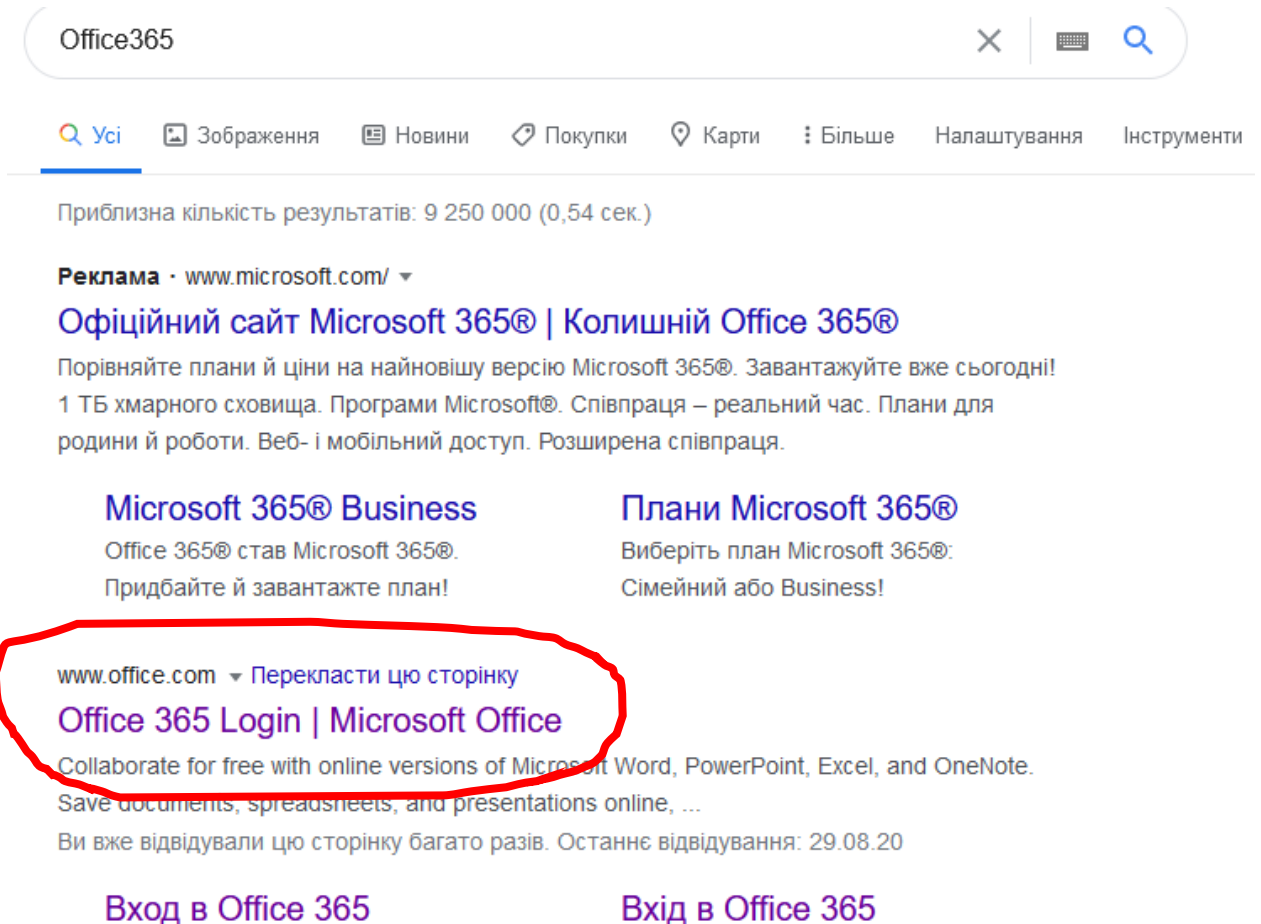 Office365
Усі Зображення Новини Покупки Карти Більше Налаштування Інструменти
Приблизна кількість результатів: 9 250 000 (0,54 сек.)
Реклама · www.microsoft.com/
Офіційний сайт Microsoft 365® | Колишній Office 365®
Порівняйте плани й ціни на найновішу версію Microsoft 365®. Завантажуйте вже сьогодні!
1 ТБ хмарного сховища. Програми Microsoft®. Співпраця – реальний час. Плани для
родини й роботи. Веб- і мобільний доступ. Розширена співпраця.
Microsoft 365® Business
Office 365® став Microsoft 365®.
Придбайте й завантажте план!
Плани Microsoft 365®
Виберіть план Microsoft 365®:
Сімейний або Business!
www.office.com Перекласти цю сторінку
Office 365 Login | Microsoft Office
Collaborate for free with online versions of Microsoft Word, PowerPoint, Excel, and OneNote.
Save documents, spreadsheets, and presentations online, ...
Ви вже відвідували цю сторінку багато разів. Останнє відвідування: 29.08.20
Вход в Office 365
Вхід в Office 365